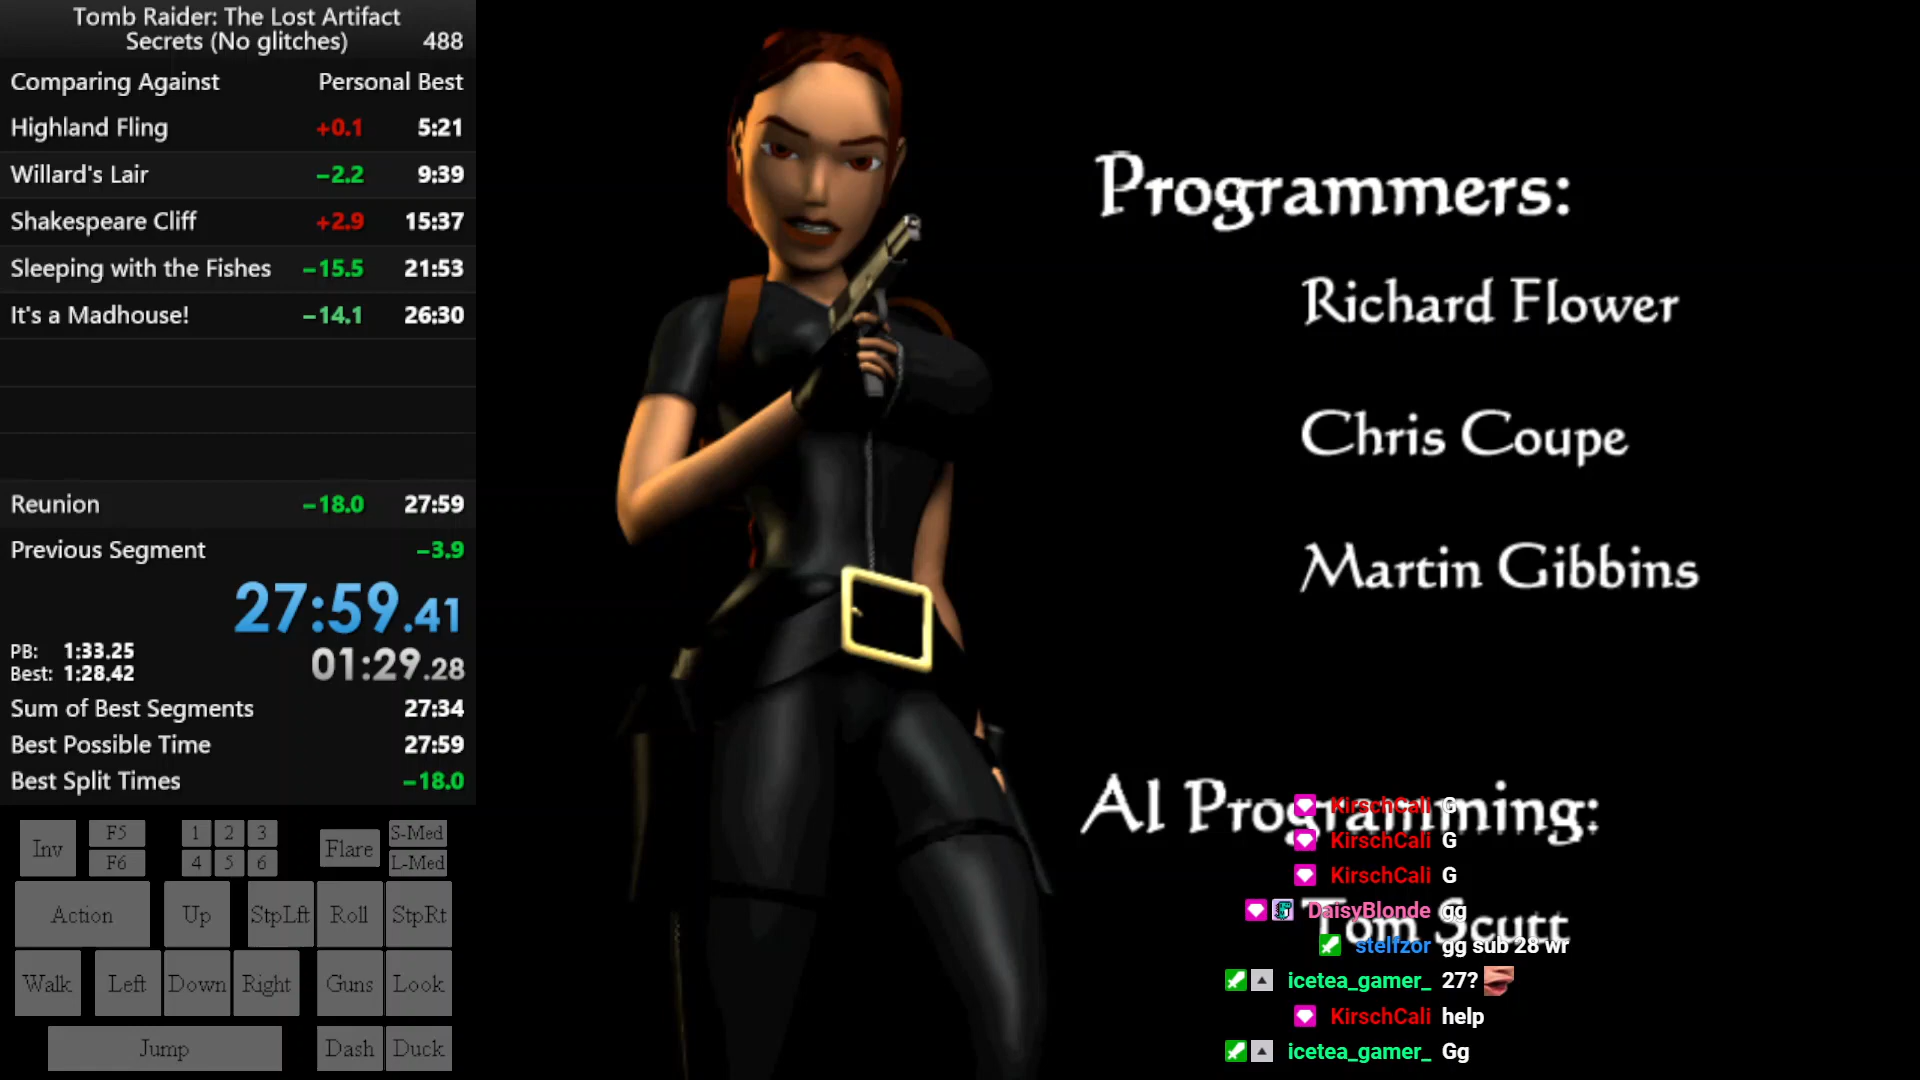 Tomb Raider: The Lost Artifact
Secrets (No glitches) 488
Comparing Against Personal Best
Highland Fling +0.1 5:21
Willard's Lair −2.2 9:39
Shakespeare Cliff +2.9 15:37
Sleeping with the Fishes −15.5 21:53
It's a Madhouse! −14.1 26:30
Reunion −18.0 27:59
Previous Segment −3.9
27:59.41
PB: 1:33.25
Best: 1:28.42
01:29.28
Sum of Best Segments 27:34
Best Possible Time 27:59
Best Split Times −18.0
Inv F5 1 2 3 Flare S-Med
F6 4 5 6 L-Med
Action Up StpLft Roll StpRt
Walk Left Down Right Guns Look
Jump Dash Duck
Programmers:
Richard Flower
Chris Coupe
Martin Gibbins
AI Programming:
Tom Scutt
KirschCali G
KirschCali G
KirschCali G
DaisyBlonde gg
stelfzor gg sub 28 wr
icetea_gamer_ 27?
KirschCali help
icetea_gamer_ Gg